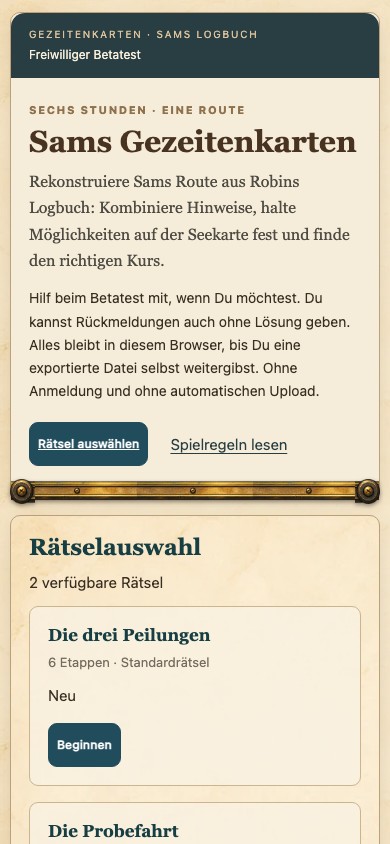 GEZEITENKARTEN · SAMS LOGBUCH
Freiwilliger Betatest
SECHS STUNDEN · EINE ROUTE
Sams Gezeitenkarten
Rekonstruiere Sams Route aus Robins
Logbuch: Kombiniere Hinweise, halte
Möglichkeiten auf der Seekarte fest und finde
den richtigen Kurs.
Hilf beim Betatest mit, wenn Du möchtest. Du
kannst Rückmeldungen auch ohne Lösung geben.
Alles bleibt in diesem Browser, bis Du eine
exportierte Datei selbst weitergibst. Ohne
Anmeldung und ohne automatischen Upload.
Rätsel auswählen
Spielregeln lesen
Rätselauswahl
2 verfügbare Rätsel
Die drei Peilungen
6 Etappen · Standardrätsel
Neu
Beginnen
Die Probefahrt